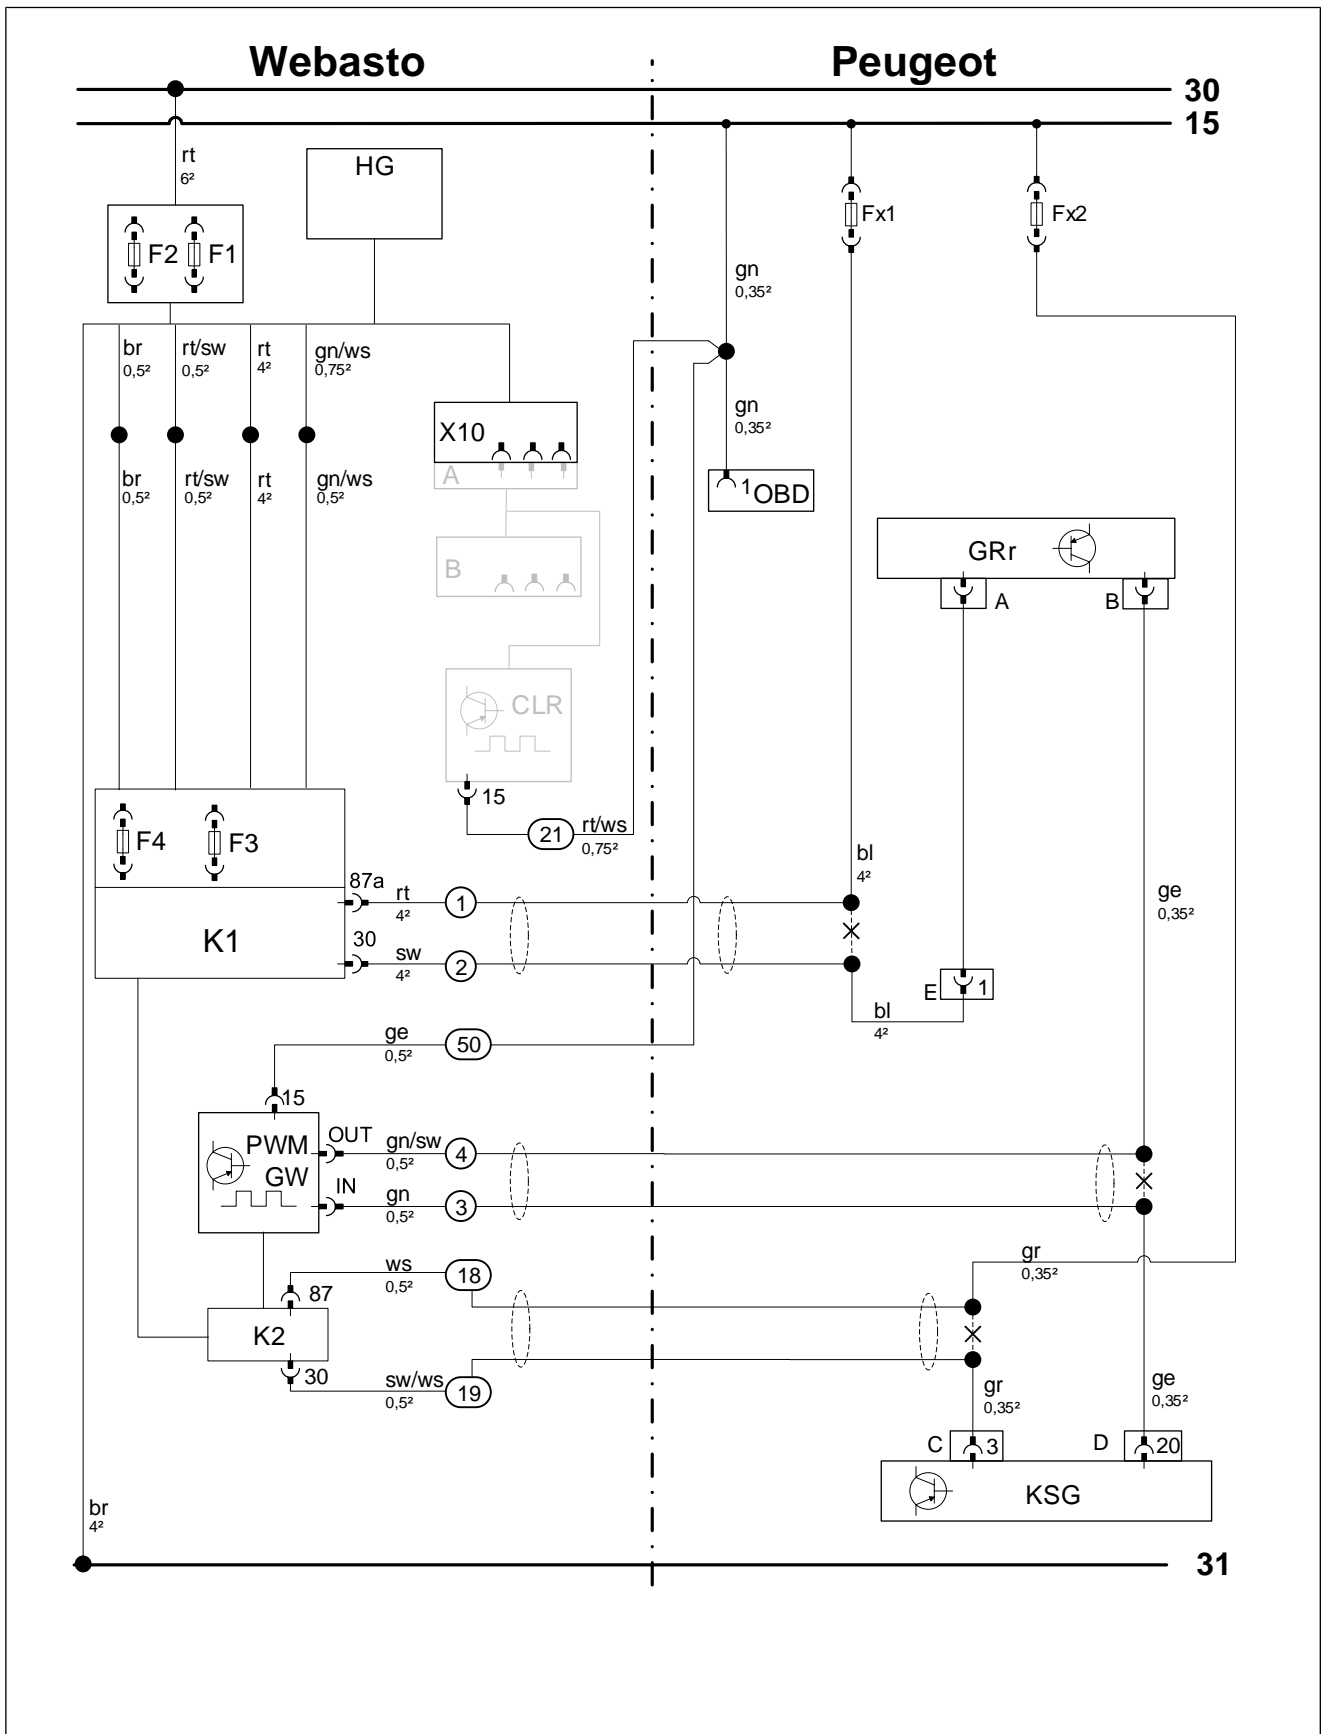 Webasto
Peugeot
30
15
rt
6²
HG
F2
F1
Fx1
Fx2
gn
0,35²
br
0,5²
rt/sw
0,5²
rt
4²
gn/ws
0,75²
gn
0,35²
X10
A
br
0,5²
rt/sw
0,5²
rt
4²
gn/ws
0,5²
1
OBD
GRr
B
A
B
CLR
15
21
rt/ws
0,75²
F4
F3
bl
4²
87a
rt
4²
1
ge
0,35²
K1
30
sw
4²
2
E
1
bl
4²
ge
0,5²
50
15
PWM
GW
OUT
gn/sw
0,5²
4
IN
gn
0,5²
3
ws
0,5²
18
gr
0,35²
87
K2
30
sw/ws
0,5²
19
gr
0,35²
ge
0,35²
C
3
D
20
KSG
br
4²
31